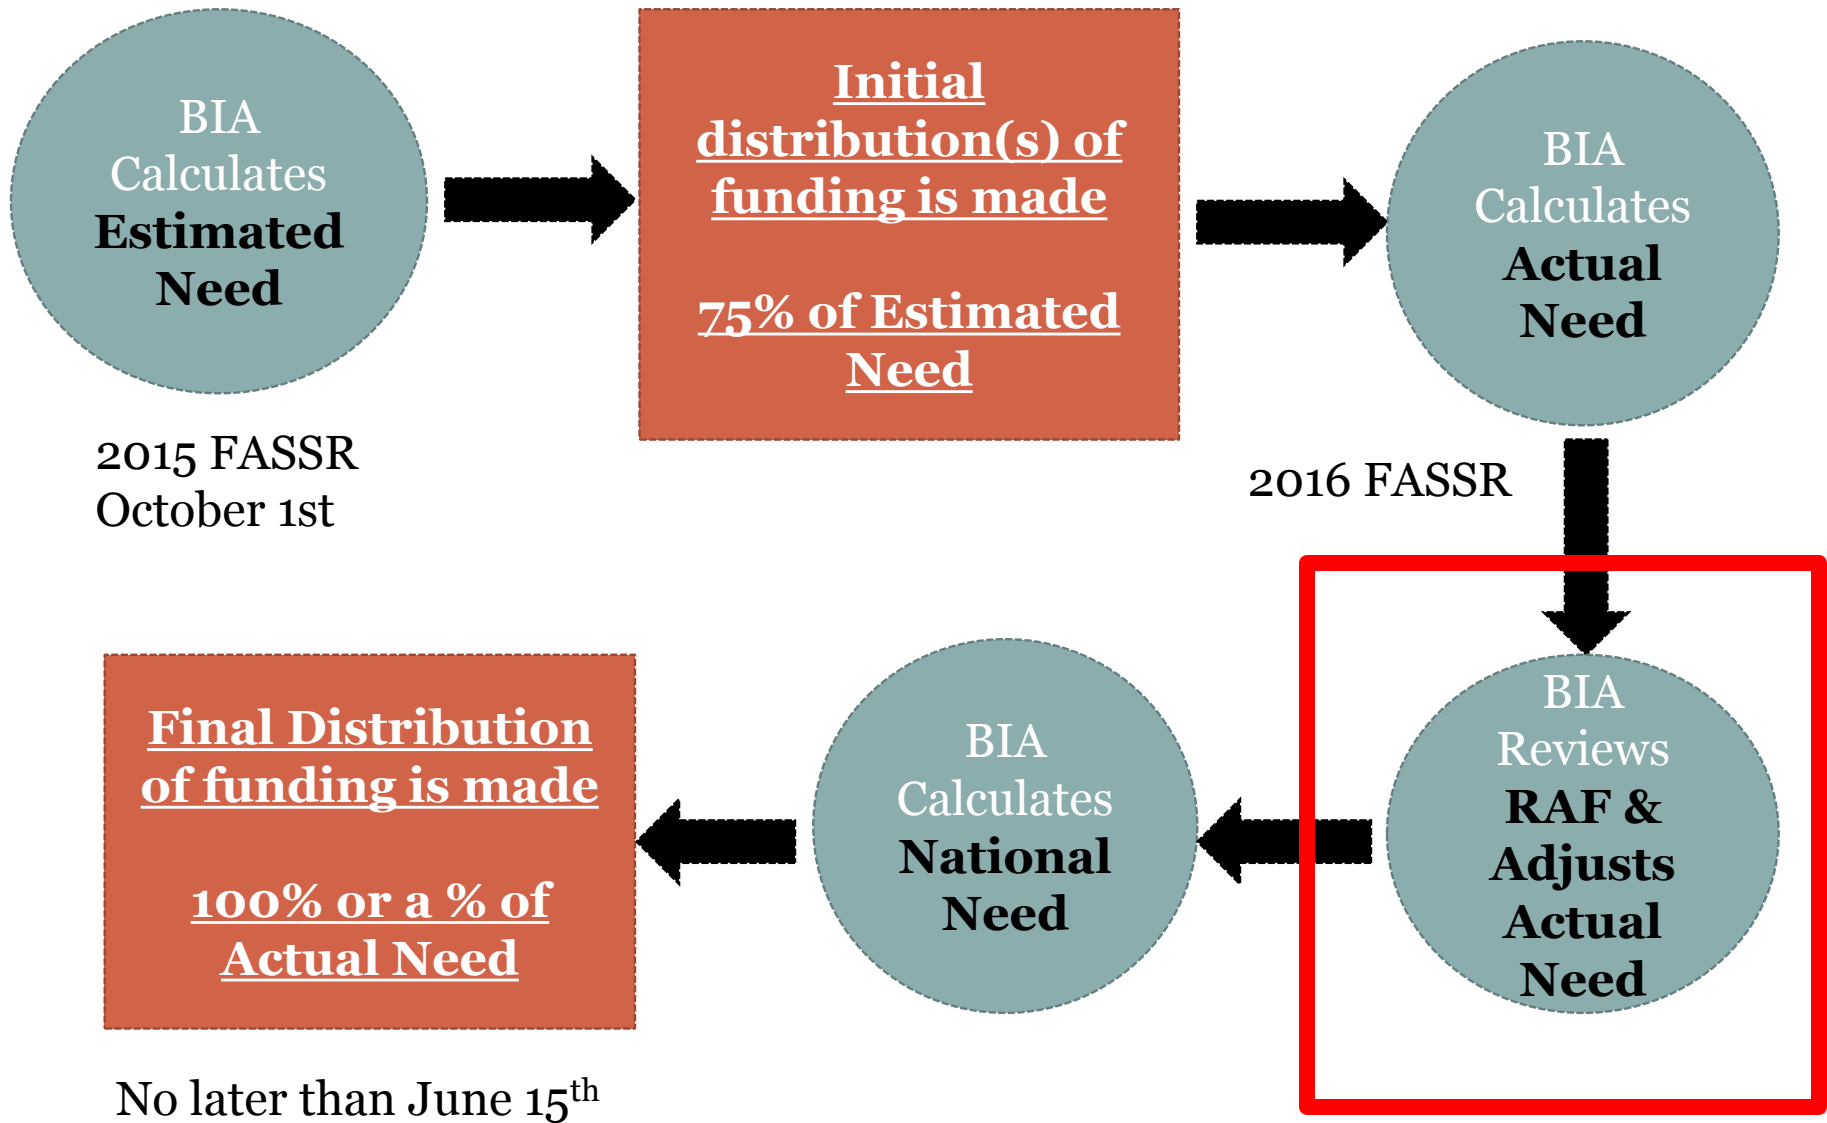 BIA
Calculates
Estimated
Need
2015 FASSR
October 1st
Initial
distribution(s) of
funding is made
75% of Estimated
Need
BIA
Calculates
Actual
Need
2016 FASSR
BIA
Reviews
RAF &
Adjusts
Actual
Need
BIA
Calculates
National
Need
Final Distribution
of funding is made
100% or a % of
Actual Need
No later than June 15th